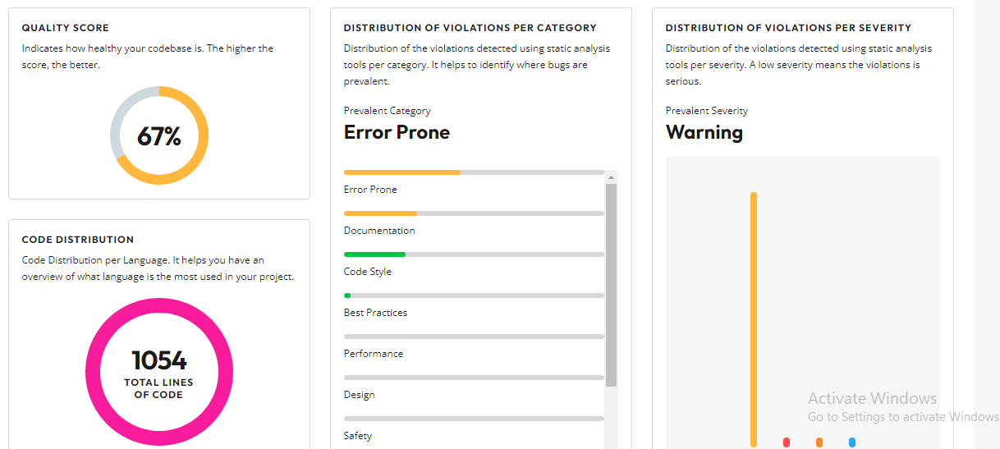 QUALITY SCORE
Indicates how healthy your codebase is. The higher the
score, the better.
67%
CODE DISTRIBUTION
Code Distribution per Language. It helps you have an
overview of what language is the most used in your project.
1054
TOTAL LINES
OF CODE
DISTRIBUTION OF VIOLATIONS PER CATEGORY
Distribution of the violations detected using static analysis
tools per category. It helps to identify where bugs are
prevalent.
Prevalent Category
Error Prone
Error Prone
Documentation
Code Style
Best Practices
Performance
Design
Safety
DISTRIBUTION OF VIOLATIONS PER SEVERITY
Distribution of the violations detected using static analysis
tools per severity. A low severity means the violations is
serious.
Prevalent Severity
Warning
Activate Windows
Go to Settings to activate Windows